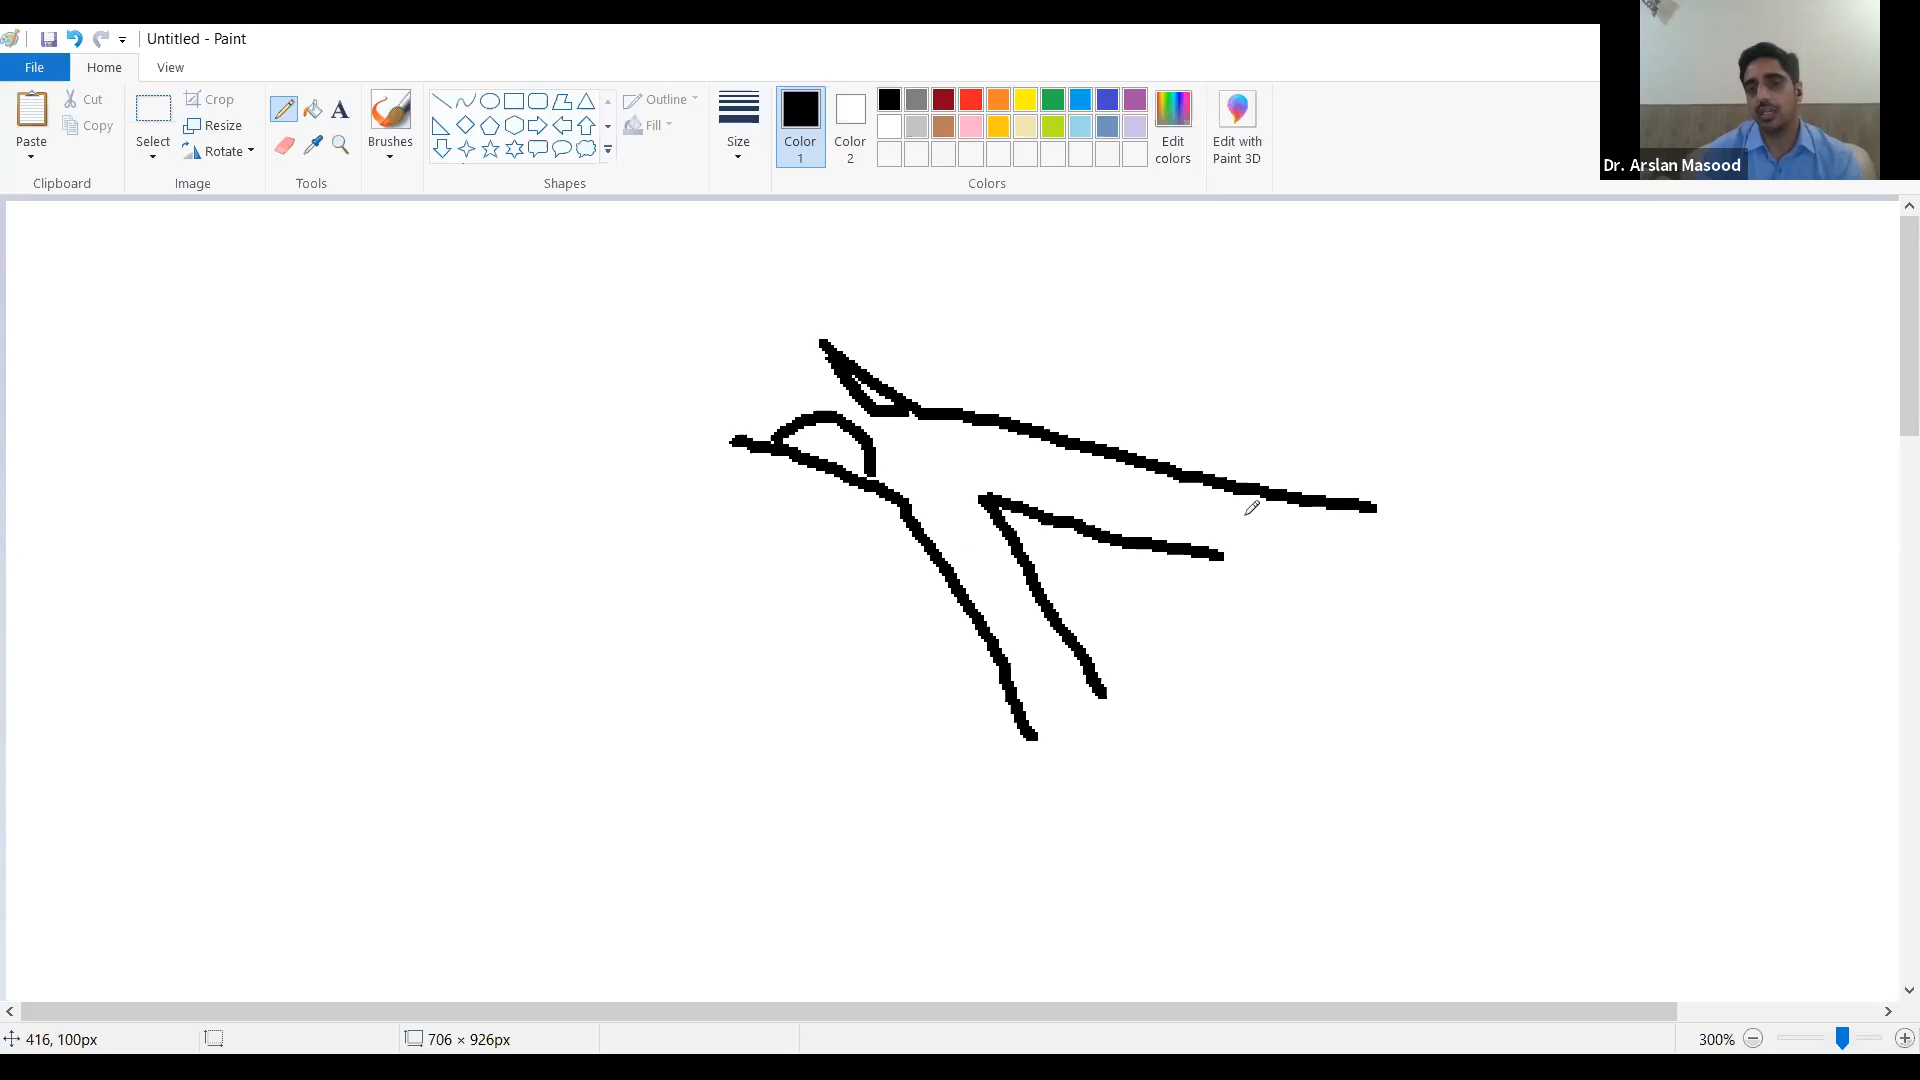 Untitled - Paint
File Home View
Paste Cut Copy
Clipboard
Select Crop Resize Rotate
Image
A
Tools
Brushes
Outline Fill
Shapes
Size
Color 1
Color 2
Edit colors
Colors
Edit with Paint 3D
Dr. Arslan Masood
416, 100px
706 × 926px
300%